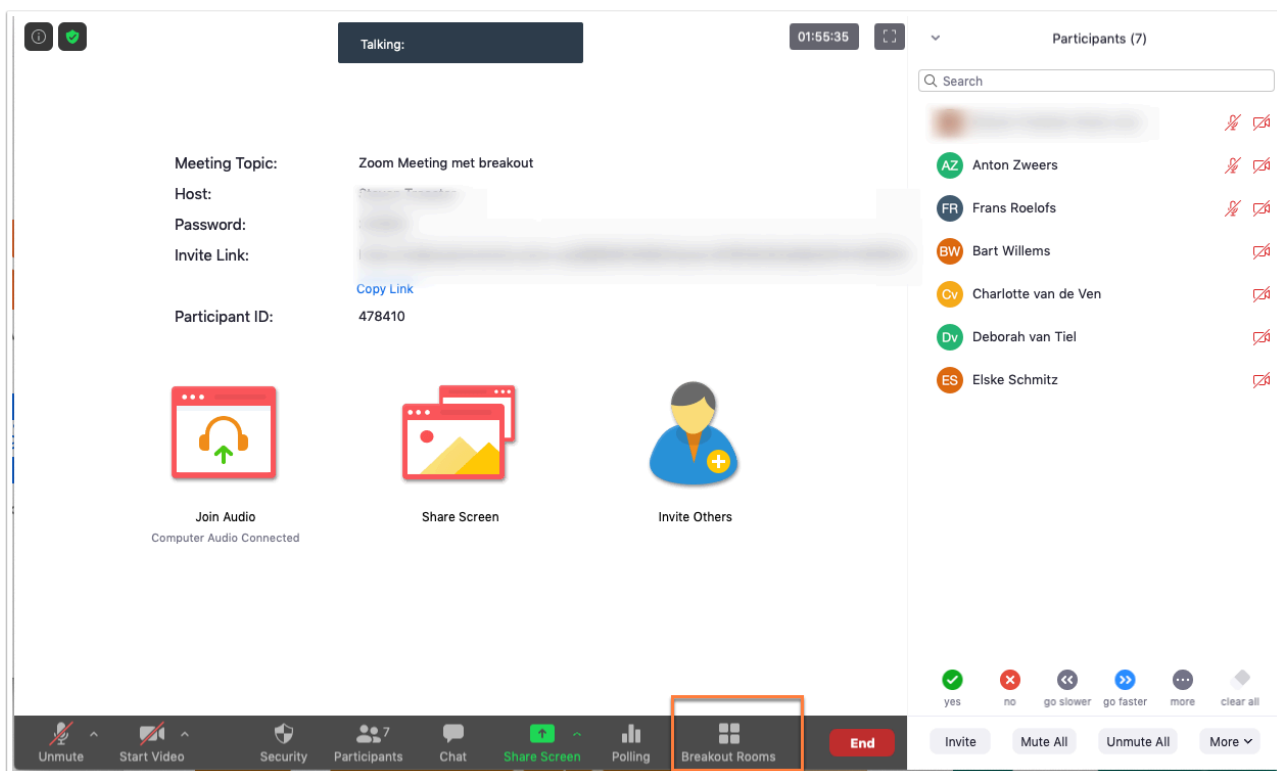 Talking:
01:55:35
Participants (7)
Search
Meeting Topic: Zoom Meeting met breakout
Host:
Password:
Invite Link:
Copy Link
Participant ID: 478410
Join Audio
Computer Audio Connected
Share Screen
Invite Others
AZ Anton Zweers
FR Frans Roelofs
BW Bart Willems
Cv Charlotte van de Ven
Dv Deborah van Tiel
ES Elske Schmitz
yes no go slower go faster more clear all
Unmute Start Video Security Participants 7 Chat Share Screen Polling Breakout Rooms End
Invite Mute All Unmute All More